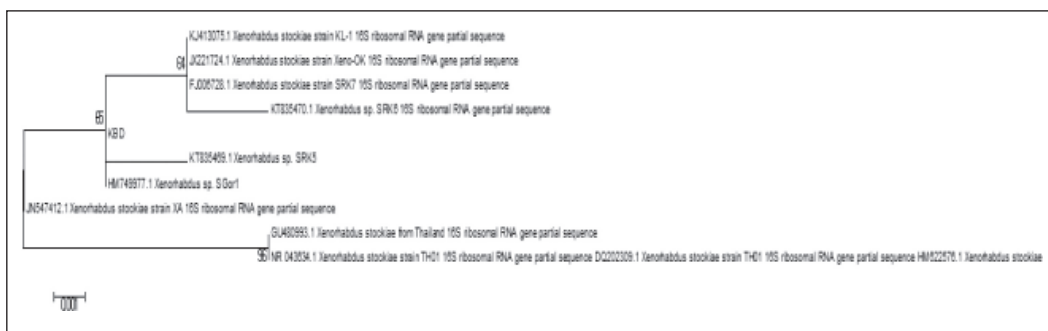 KJ413075.1 Xenorhabdus stockiae strain KL-1 16S ribosomal RNA gene partial sequence
JX221724.1 Xenorhabdus stockiae strain Xeno-OK 16S ribosomal RNA gene partial sequence
FJ006728.1 Xenorhabdus stockiae strain SRK7 16S ribosomal RNA gene partial sequence
KT835470.1 Xenorhabdus sp. SRK6 16S ribosomal RNA gene partial sequence
65
KBD
KT835469.1 Xenorhabdus sp. SRK5
HM749977.1 Xenorhabdus sp. SGor1
JN547412.1 Xenorhabdus stockiae strain XA 16S ribosomal RNA gene partial sequence
GU480993.1 Xenorhabdus stockiae from Thailand 16S ribosomal RNA gene partial sequence
NR 043634.1 Xenorhabdus stockiae strain TH01 16S ribosomal RNA gene partial sequence DQ202309.1 Xenorhabdus stockiae strain TH01 16S ribosomal RNA gene partial sequence HM622576.1 Xenorhabdus stockiae